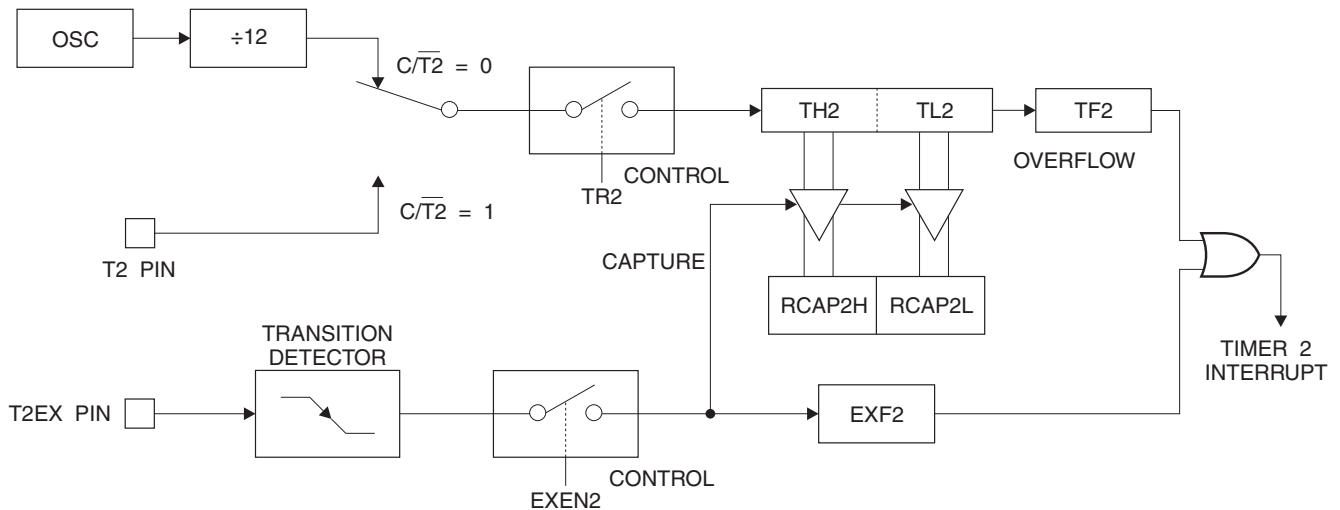 OSC
÷12
C/T2̅ = 0
TH2
TL2
TF2
OVERFLOW
CONTROL
TR2
C/T2̅ = 1
T2 PIN
CAPTURE
RCAP2H
RCAP2L
TRANSITION
DETECTOR
TIMER 2
INTERRUPT
T2EX PIN
EXF2
CONTROL
EXEN2